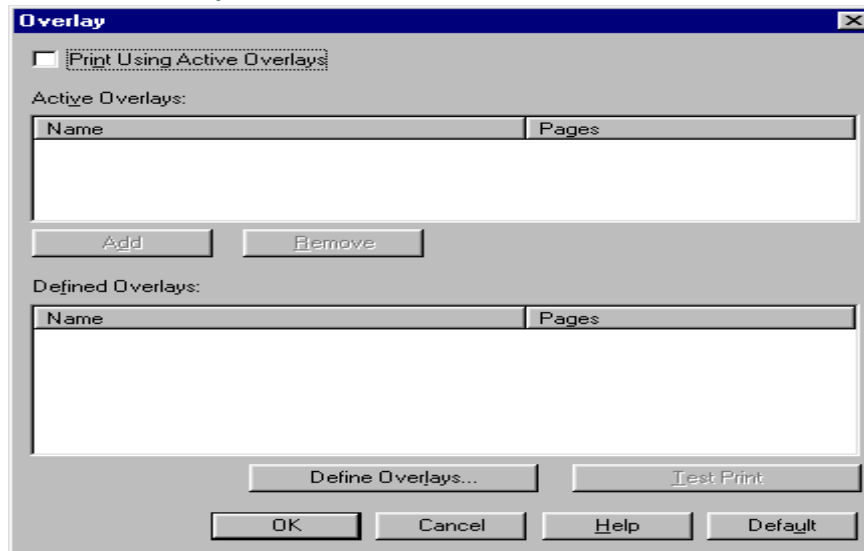 Overlay
Print Using Active Overlays
Active Overlays:
Name Pages
Add Remove
Defined Overlays:
Name Pages
Define Overlays... Test Print
OK Cancel Help Default